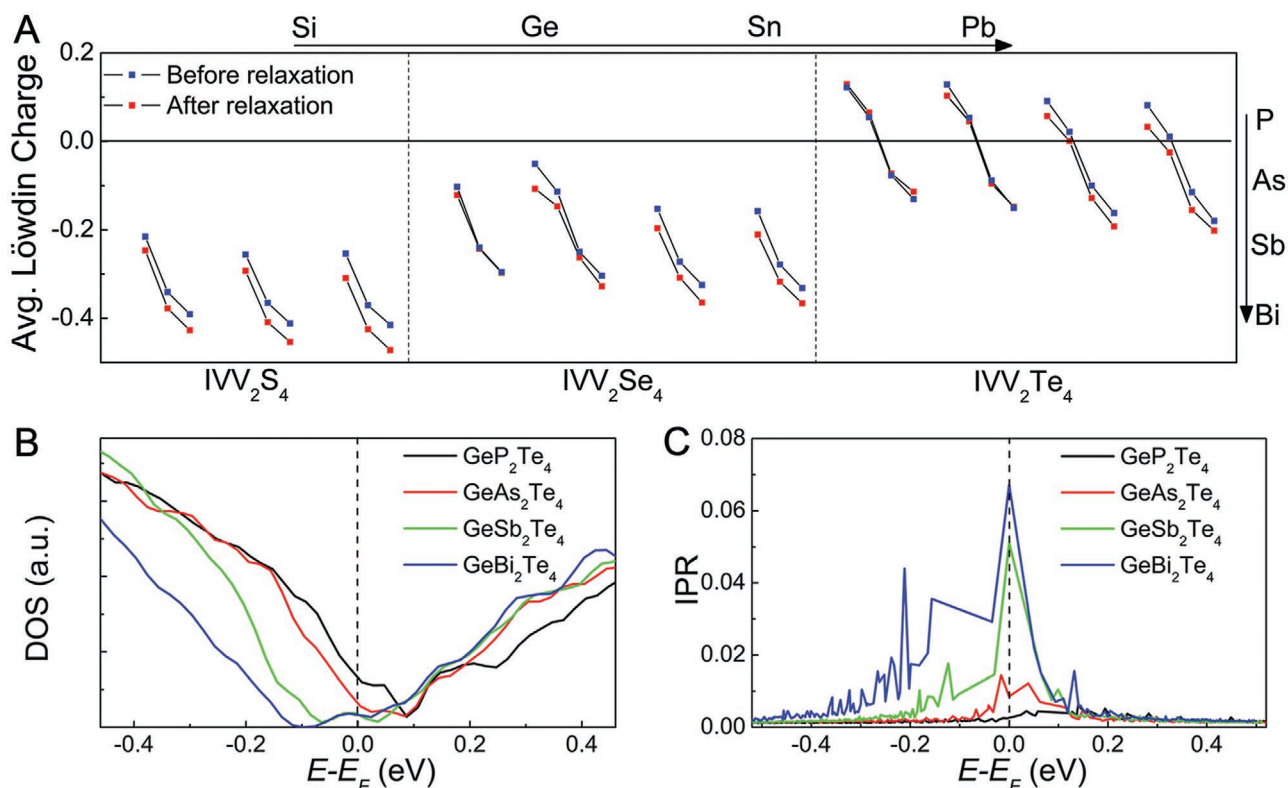 A
Si Ge Sn Pb
Avg. Löwdin Charge
0.2
0.0
-0.2
-0.4
Before relaxation
After relaxation
P
As
Sb
Bi
IVV₂S₄ IVV₂Se₄ IVV₂Te₄
B
DOS (a.u.)
GeP₂Te₄
GeAs₂Te₄
GeSb₂Te₄
GeBi₂Te₄
-0.4 -0.2 0.0 0.2 0.4
E-E_F (eV)
C
IPR
0.08
0.06
0.04
0.02
0.00
GeP₂Te₄
GeAs₂Te₄
GeSb₂Te₄
GeBi₂Te₄
-0.4 -0.2 0.0 0.2 0.4
E-E_F (eV)